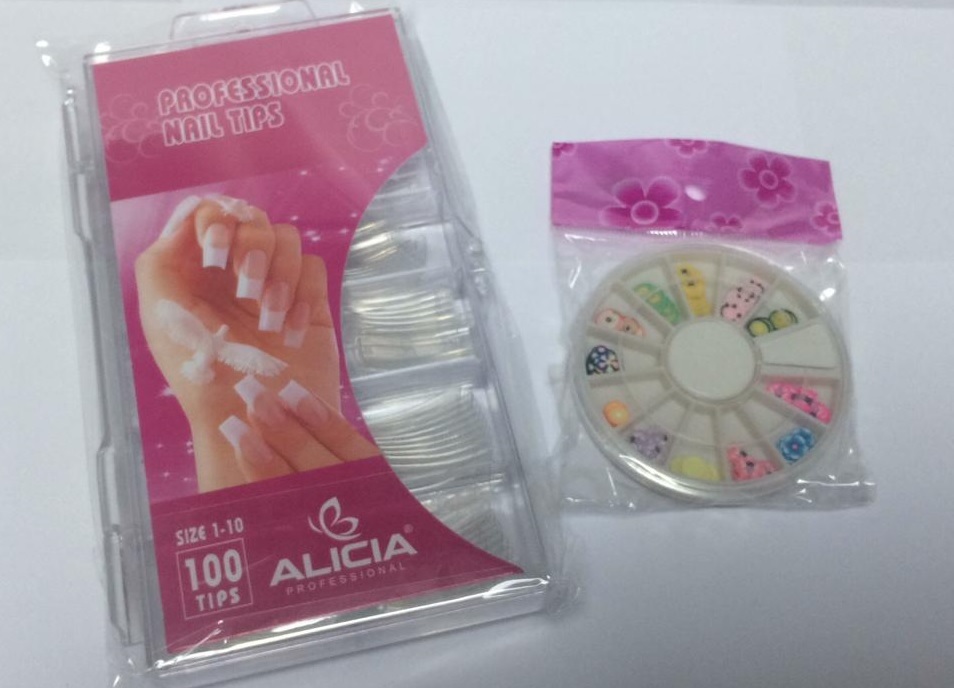 PROFESSIONAL
NAIL TIPS
SIZE 1-10
100
TIPS
ALICIA®
PROFESSIONAL